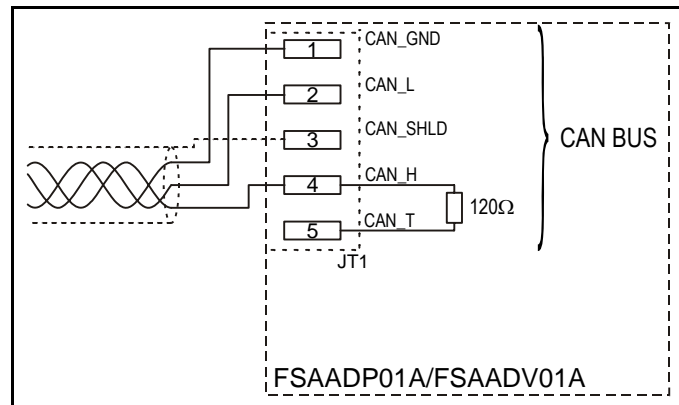 1 CAN_GND
2 CAN_L
3 CAN_SHLD
CAN BUS
4 CAN_H
120Ω
5 CAN_T
JT1
FSAADP01A/FSAADV01A